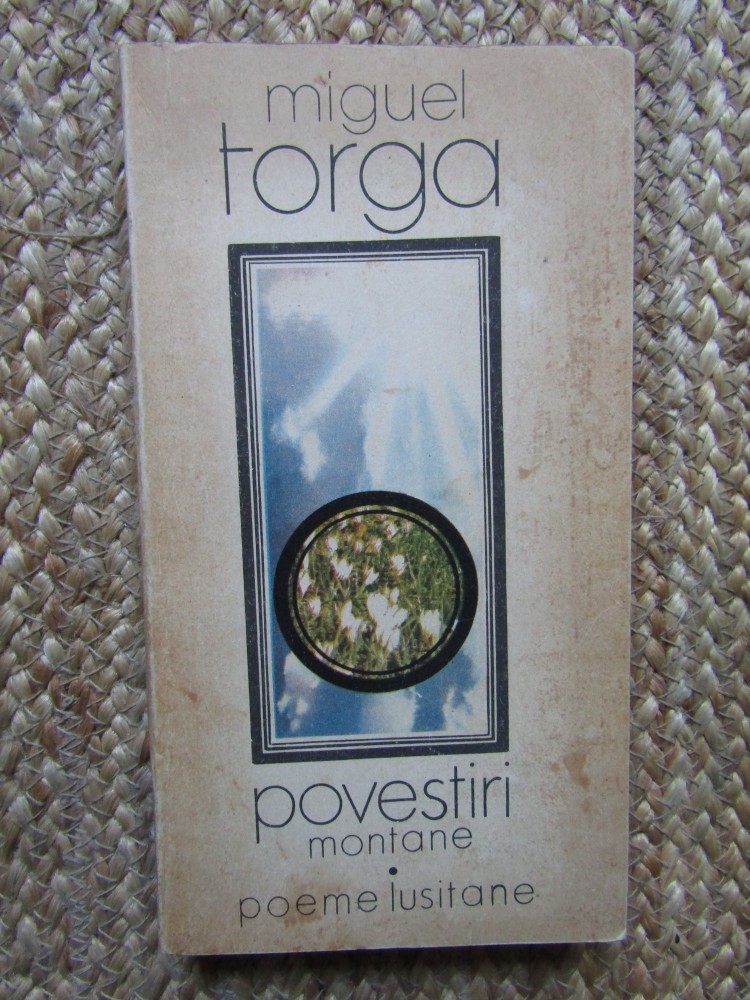 miguel
torga
povestiri
montane
•
poeme lusitane